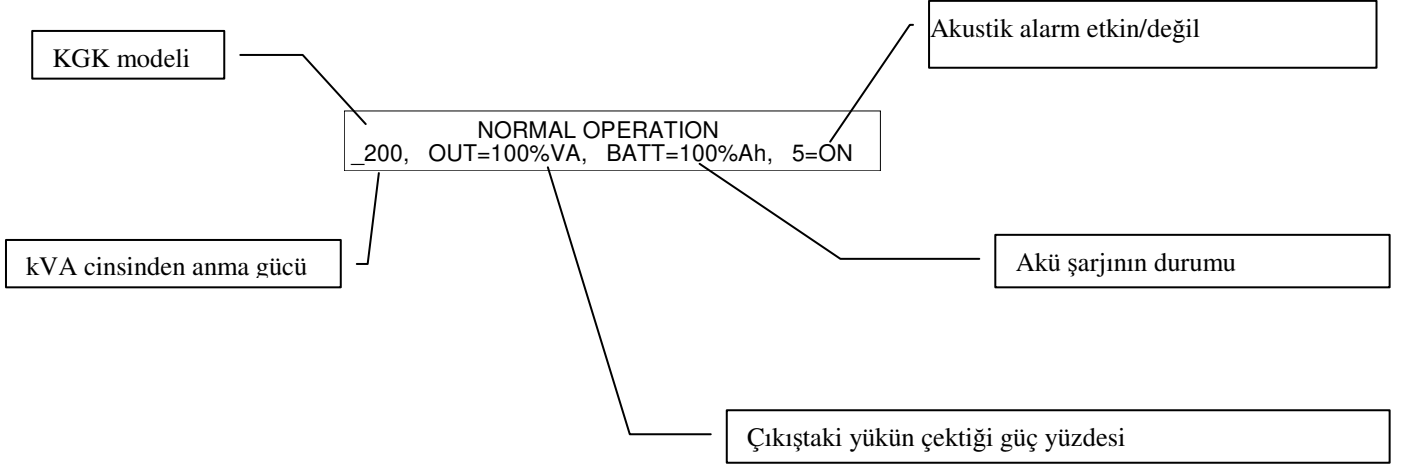 Akustik alarm etkin/değil
KGK modeli
NORMAL OPERATION
_200, OUT=100%VA, BATT=100%Ah, 5=ON
kVA cinsinden anma gücü
Akü şarjının durumu
Çıkıştaki yükün çektiği güç yüzdesi